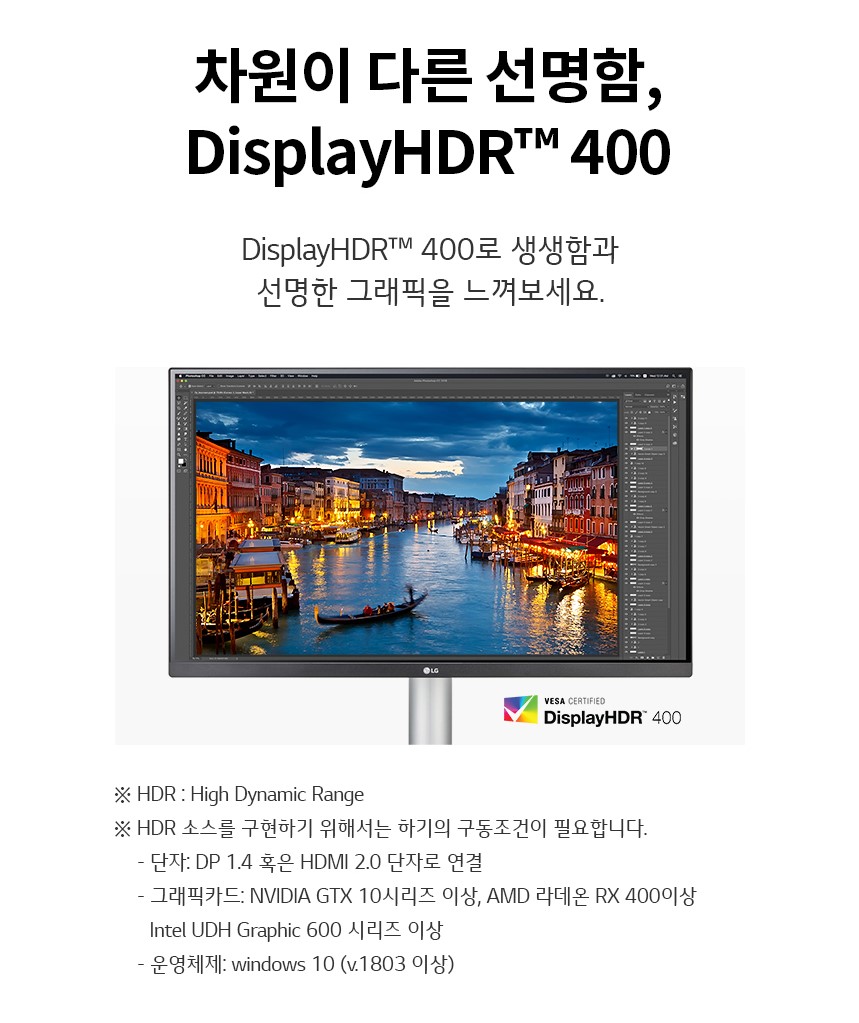 차원이 다른 선명함,
DisplayHDR™ 400
DisplayHDR™ 400로 생생함과
선명한 그래픽을 느껴보세요.
LG
VESA CERTIFIED
DisplayHDR™ 400
※ HDR : High Dynamic Range
※ HDR 소스를 구현하기 위해서는 하기의 구동조건이 필요합니다.
- 단자: DP 1.4 혹은 HDMI 2.0 단자로 연결
- 그래픽카드: NVIDIA GTX 10시리즈 이상, AMD 라데온 RX 400이상
Intel UDH Graphic 600 시리즈 이상
- 운영체제: windows 10 (v.1803 이상)